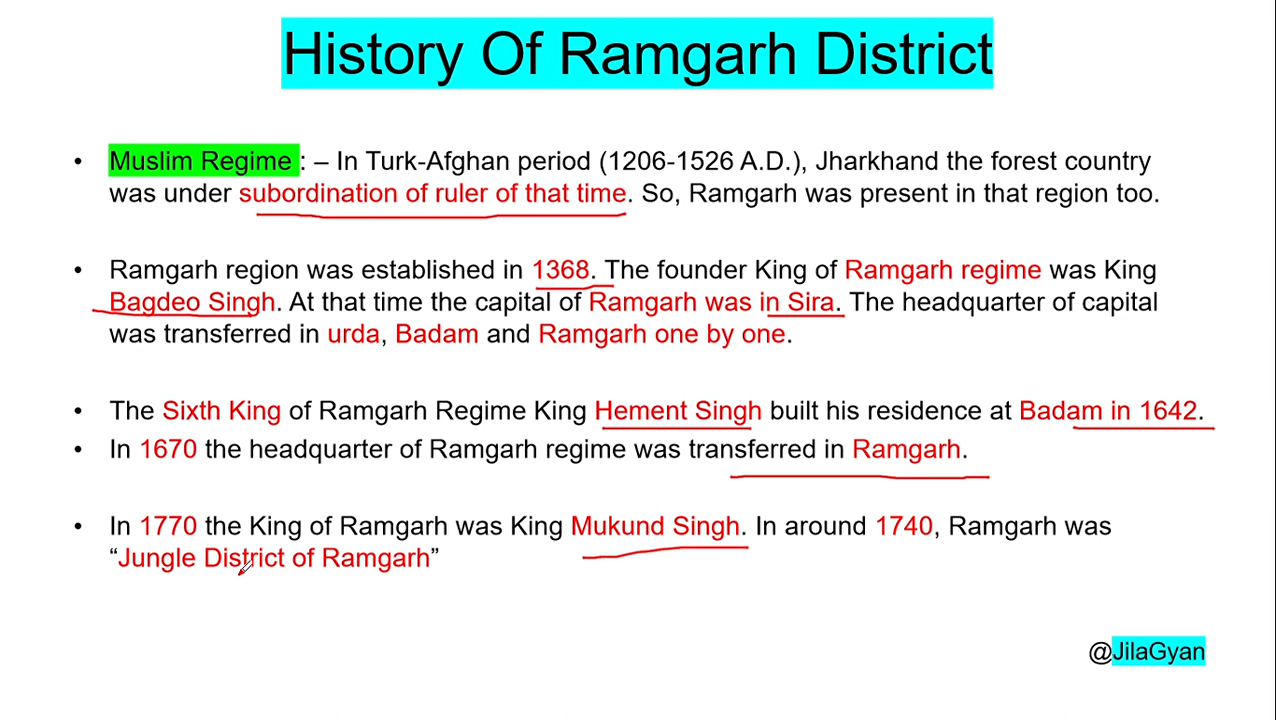 History Of Ramgarh District
• Muslim Regime : – In Turk-Afghan period (1206-1526 A.D.), Jharkhand the forest country
was under subordination of ruler of that time. So, Ramgarh was present in that region too.
• Ramgarh region was established in 1368. The founder King of Ramgarh regime was King
Bagdeo Singh. At that time the capital of Ramgarh was in Sira. The headquarter of capital
was transferred in urda, Badam and Ramgarh one by one.
• The Sixth King of Ramgarh Regime King Hement Singh built his residence at Badam in 1642.
• In 1670 the headquarter of Ramgarh regime was transferred in Ramgarh.
• In 1770 the King of Ramgarh was King Mukund Singh. In around 1740, Ramgarh was
“Jungle District of Ramgarh”
@JilaGyan